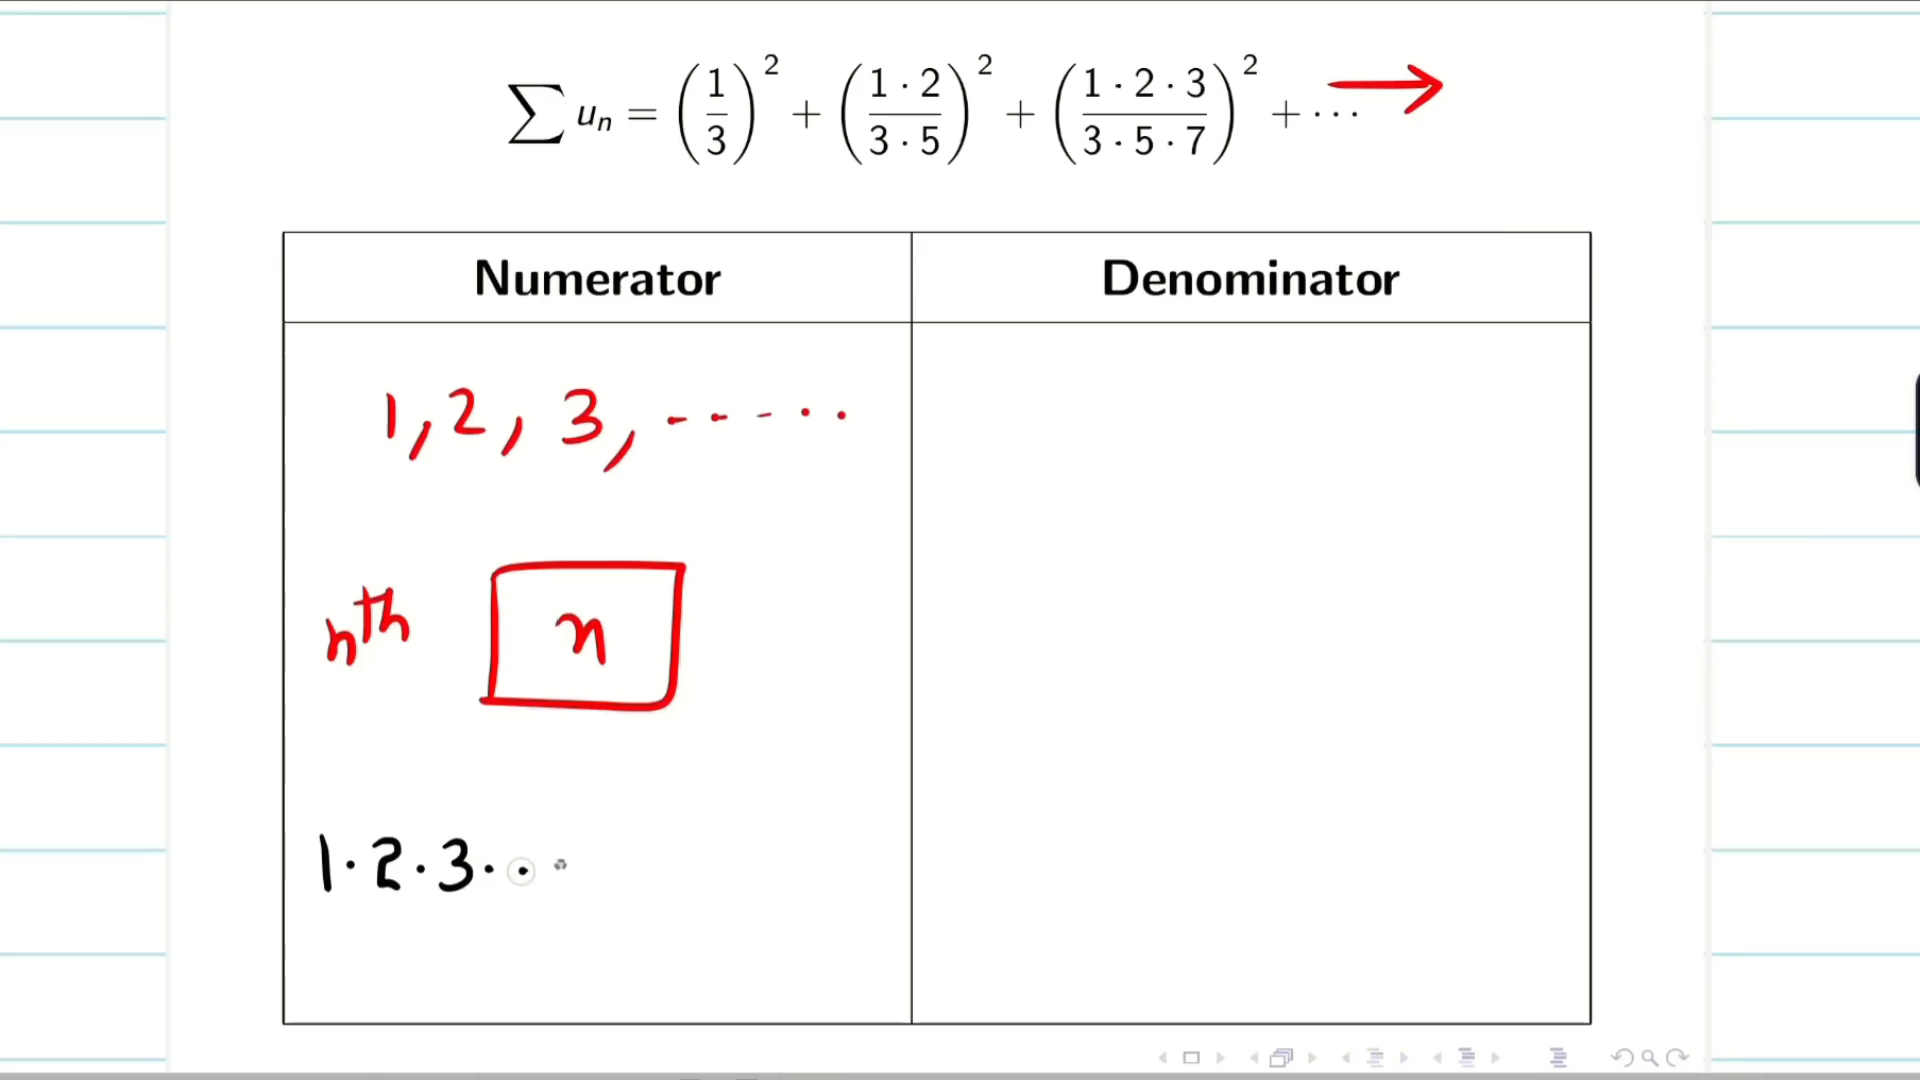 ∑ uₙ = (1/3)² + (1 · 2/3 · 5)² + (1 · 2 · 3/3 · 5 · 7)² + ⋯ →
Numerator
Denominator
1, 2, 3, .....
nth n
1·2·3··